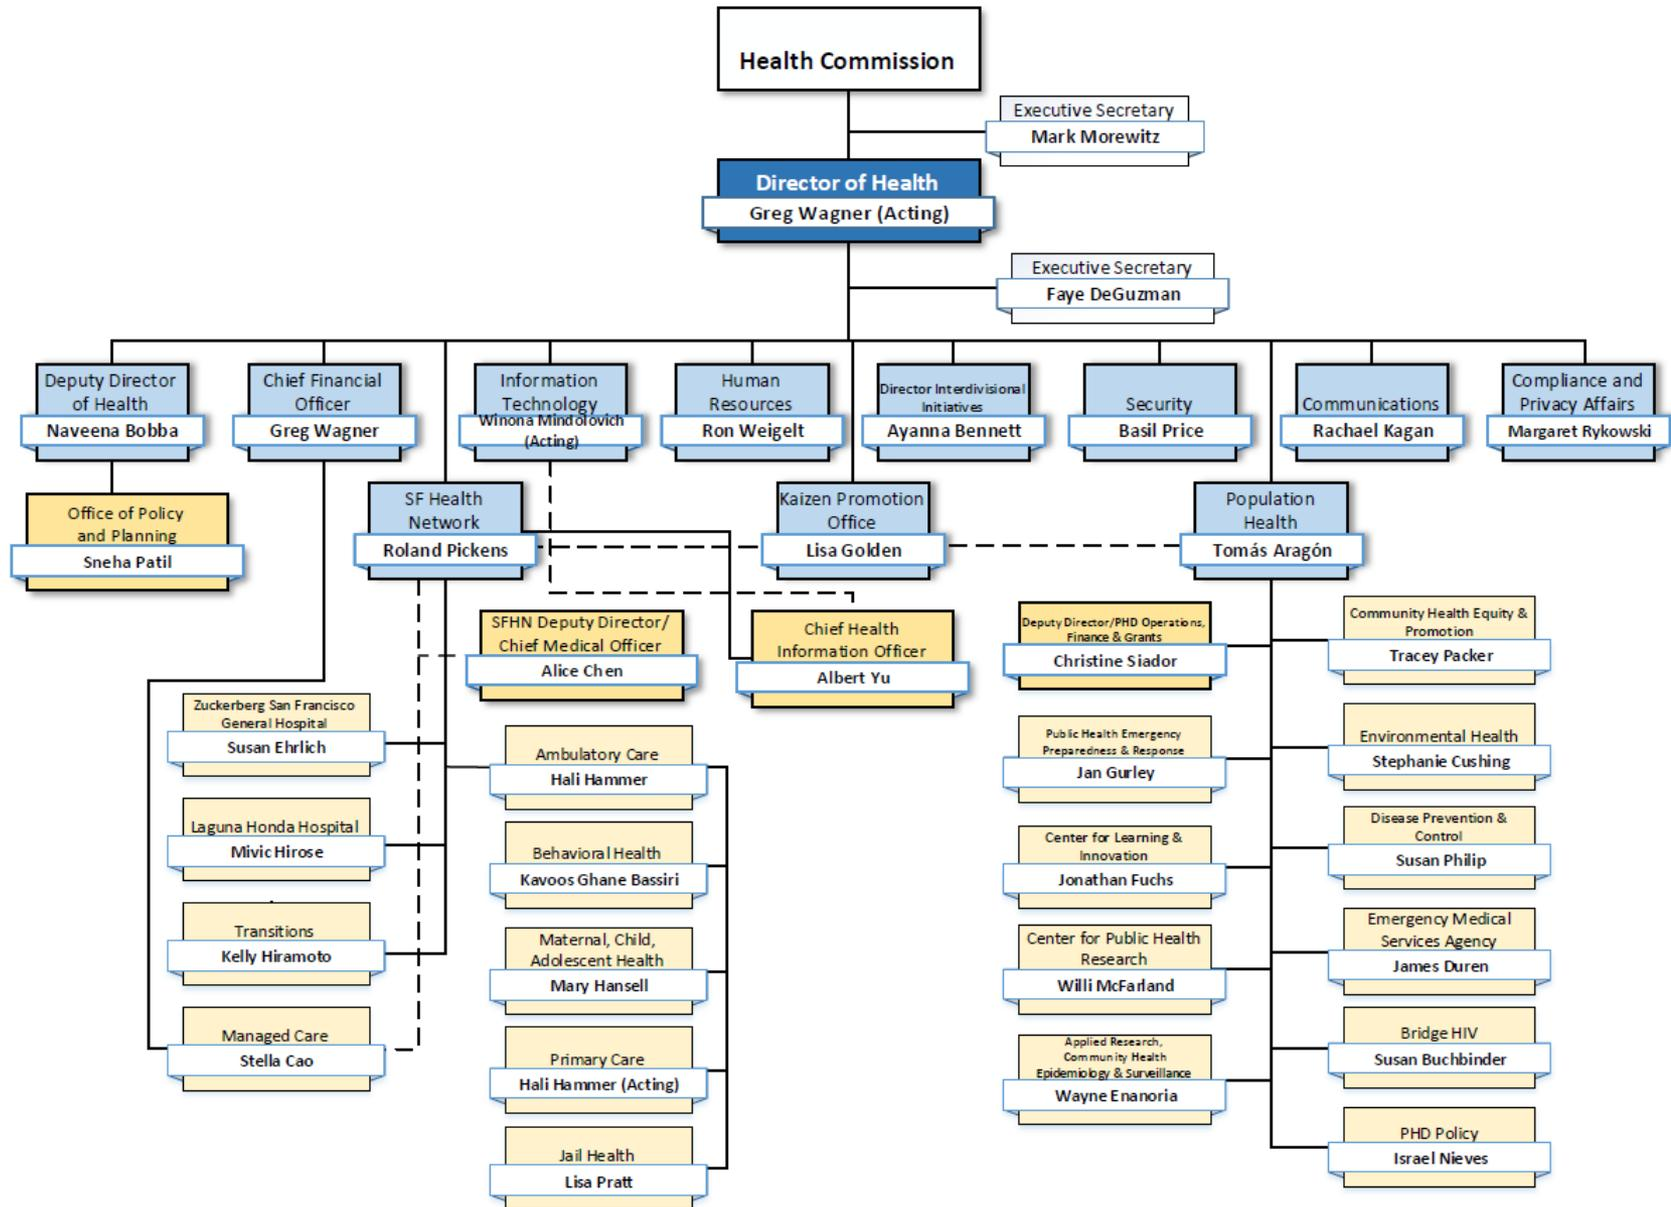 Health Commission
Executive Secretary
Mark Morewitz
Director of Health
Greg Wagner (Acting)
Executive Secretary
Faye DeGuzman
Deputy Director
of Health
Naveena Bobba
Chief Financial
Officer
Greg Wagner
Information
Technology
Winona Mindolovich
(Acting)
Human
Resources
Ron Weigelt
Director Interdivisional
Initiatives
Ayanna Bennett
Security
Basil Price
Communications
Rachael Kagan
Compliance and
Privacy Affairs
Margaret Rykowski
Office of Policy
and Planning
Sneha Patil
SF Health
Network
Roland Pickens
Kaizen Promotion
Office
Lisa Golden
Population
Health
Tomás Aragón
SFHN Deputy Director/
Chief Medical Officer
Alice Chen
Chief Health
Information Officer
Albert Yu
Zuckerberg San Francisco
General Hospital
Susan Ehrlich
Laguna Honda Hospital
Mivic Hirose
Transitions
Kelly Hiramoto
Managed Care
Stella Cao
Ambulatory Care
Hali Hammer
Behavioral Health
Kavoos Ghane Bassiri
Maternal, Child,
Adolescent Health
Mary Hansell
Primary Care
Hali Hammer (Acting)
Jail Health
Lisa Pratt
Deputy Director/PHD Operations,
Finance & Grants
Christine Siador
Public Health Emergency
Preparedness & Response
Jan Gurley
Center for Learning &
Innovation
Jonathan Fuchs
Center for Public Health
Research
Willi McFarland
Applied Research,
Community Health
Epidemiology & Surveillance
Wayne Enanoria
Community Health Equity &
Promotion
Tracey Packer
Environmental Health
Stephanie Cushing
Disease Prevention &
Control
Susan Philip
Emergency Medical
Services Agency
James Duren
Bridge HIV
Susan Buchbinder
PHD Policy
Israel Nieves